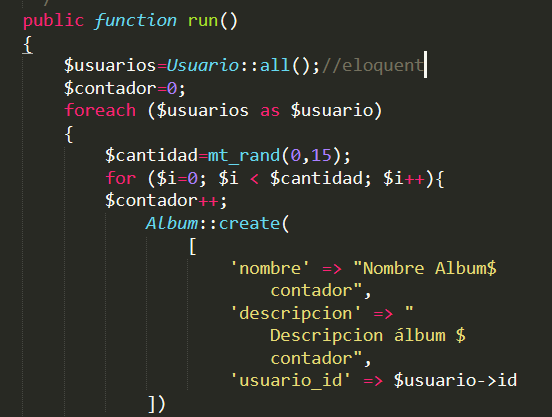 public function run()
{
$usuarios=Usuario::all();//eloquent
$contador=0;
foreach ($usuarios as $usuario)
{
$cantidad=mt_rand(0,15);
for ($i=0; $i < $cantidad; $i++){
$contador++;
Album::create(
[
'nombre' => "Nombre Album$
contador",
'descripcion' => "
Descripcion álbum $
contador",
'usuario_id' => $usuario->id
])